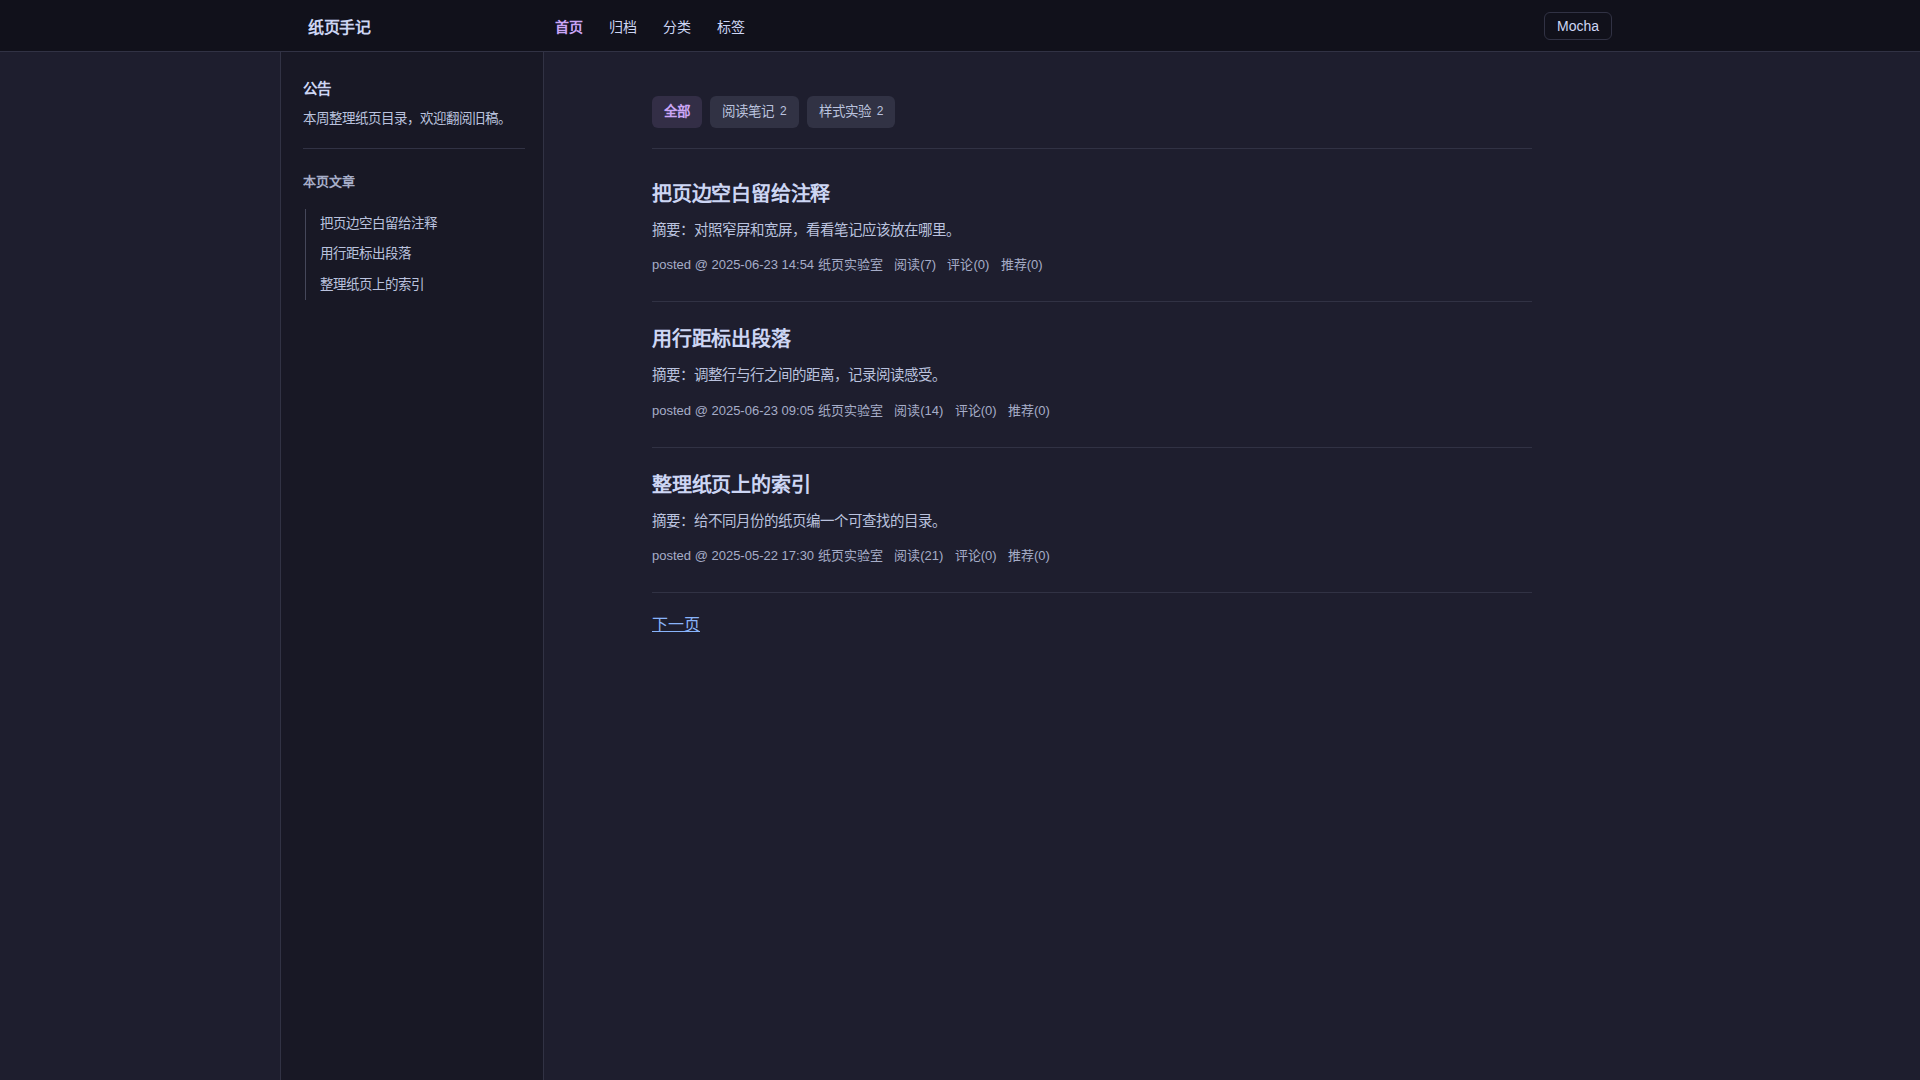 纸页手记 首页 归档 分类 标签 Mocha
公告
本周整理纸页目录，欢迎翻阅旧稿。
本页文章
把页边空白留给注释
用行距标出段落
整理纸页上的索引
全部 阅读笔记 2 样式实验 2
把页边空白留给注释
摘要：对照窄屏和宽屏，看看笔记应该放在哪里。
posted @ 2025-06-23 14:54 纸页实验室 阅读(7) 评论(0) 推荐(0)
用行距标出段落
摘要：调整行与行之间的距离，记录阅读感受。
posted @ 2025-06-23 09:05 纸页实验室 阅读(14) 评论(0) 推荐(0)
整理纸页上的索引
摘要：给不同月份的纸页编一个可查找的目录。
posted @ 2025-05-22 17:30 纸页实验室 阅读(21) 评论(0) 推荐(0)
下一页